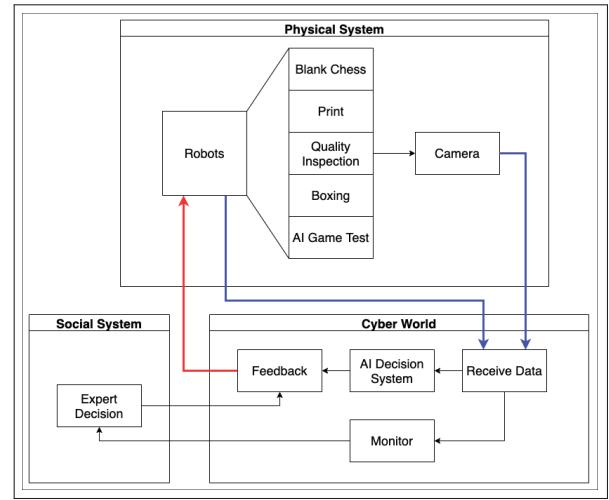 Physical System
Blank Chess
Print
Robots
Quality
Inspection
Camera
Boxing
AI Game Test
Social System
Cyber World
Feedback
AI Decision
System
Receive Data
Expert
Decision
Monitor